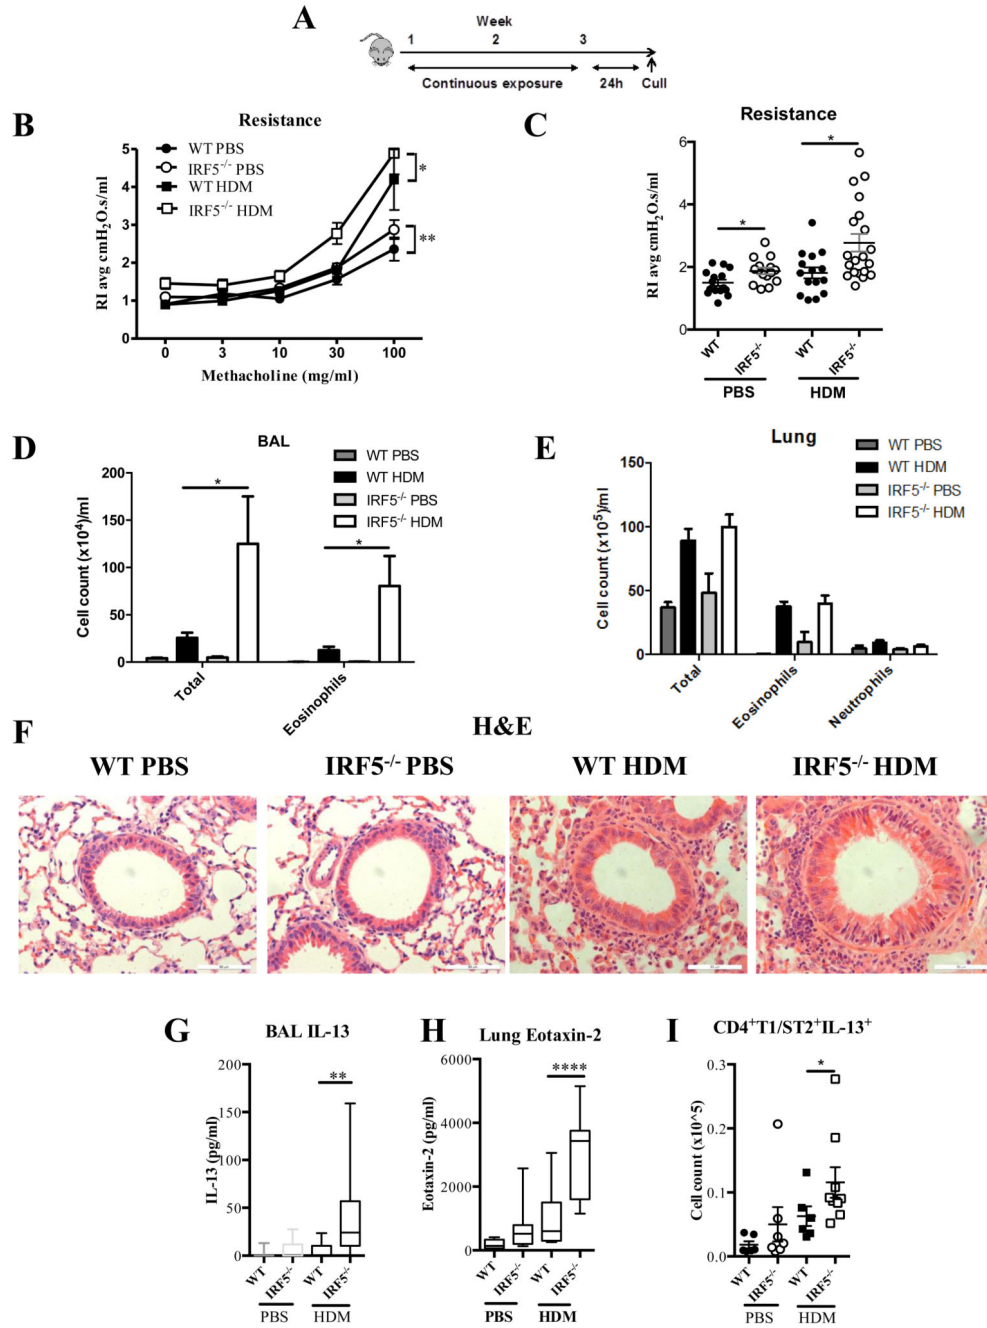 A
Week
1 2 3
Continuous exposure 24h Cull
B
Resistance
WT PBS
IRF5-/- PBS
WT HDM
IRF5-/- HDM
RI avg cmH2O.s/ml
5
4
3
2
1
0
*
**
0 3 10 30 100
Methacholine (mg/ml)
C
Resistance
RI avg cmH2O.s/ml
6
4
2
0
*
*
WT IRF5-/- WT IRF5-/-
PBS HDM
D
BAL
WT PBS
WT HDM
IRF5-/- PBS
IRF5-/- HDM
Cell count (x10^4)/ml
200
150
100
50
0
*
*
Total Eosinophils
E
Lung
WT PBS
WT HDM
IRF5-/- PBS
IRF5-/- HDM
Cell count (x10^5)/ml
150
100
50
0
Total Eosinophils Neutrophils
F
H&E
WT PBS IRF5-/- PBS WT HDM IRF5-/- HDM
G
BAL IL-13
IL-13 (pg/ml)
200
150
100
50
0
**
WT IRF5-/- WT IRF5-/-
PBS HDM
H
Lung Eotaxin-2
Eotaxin-2 (pg/ml)
6000
4000
2000
0
****
WT IRF5-/- WT IRF5-/-
PBS HDM
I
CD4+T1/ST2+IL-13+
Cell count (x10^5)
0.3
0.2
0.1
0.0
*
WT IRF5-/- WT IRF5-/-
PBS HDM